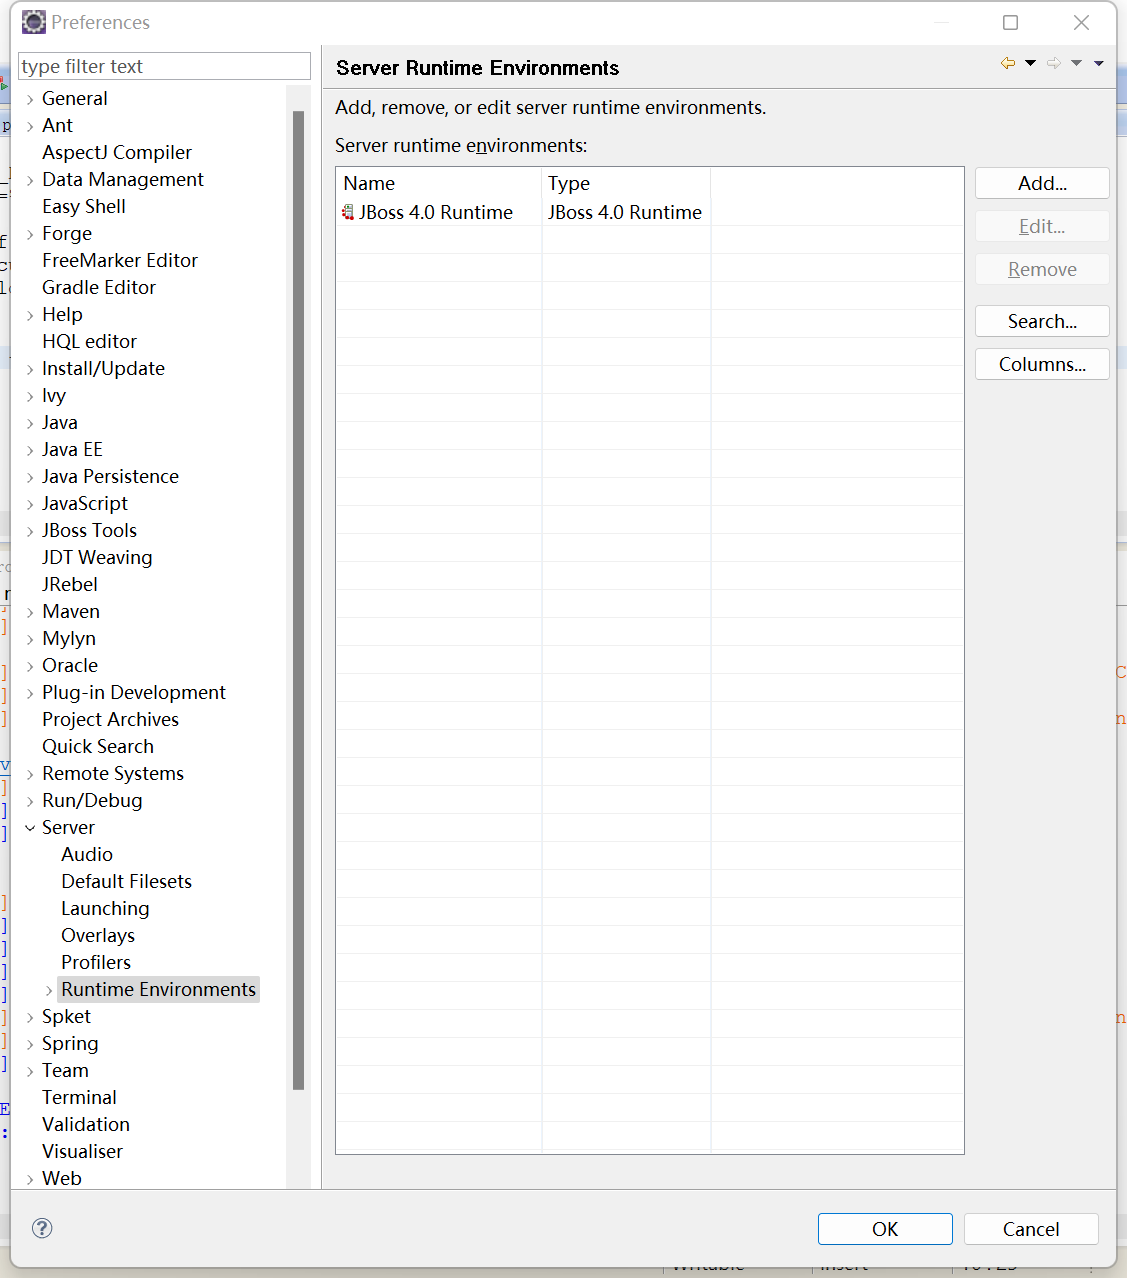 Preferences
type filter text
General
Ant
AspectJ Compiler
Data Management
Easy Shell
Forge
FreeMarker Editor
Gradle Editor
Help
HQL editor
Install/Update
Ivy
Java
Java EE
Java Persistence
JavaScript
JBoss Tools
JDT Weaving
JRebel
Maven
Mylyn
Oracle
Plug-in Development
Project Archives
Quick Search
Remote Systems
Run/Debug
Server
Audio
Default Filesets
Launching
Overlays
Profilers
Runtime Environments
Spket
Spring
Team
Terminal
Validation
Visualiser
Web
Server Runtime Environments
Add, remove, or edit server runtime environments.
Server runtime environments:
Name Type
JBoss 4.0 Runtime JBoss 4.0 Runtime
Add...
Edit...
Remove
Search...
Columns...
OK Cancel